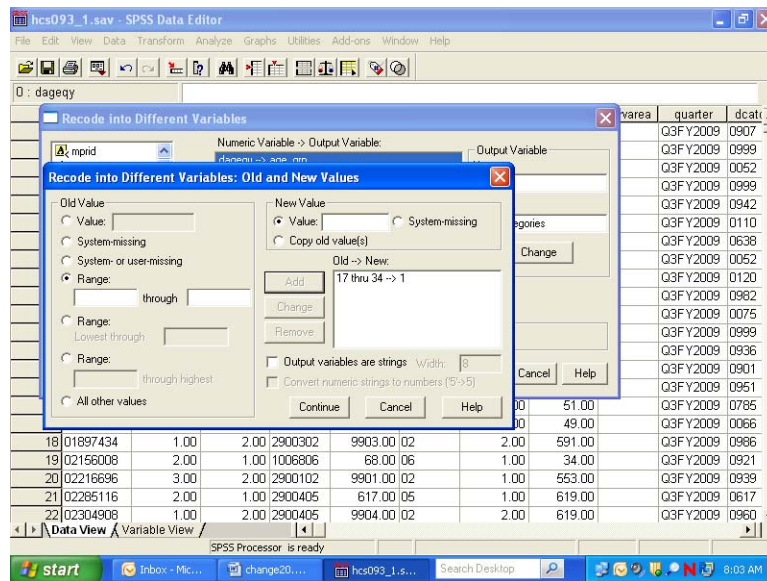 hcs093_1.sav - SPSS Data Editor
File Edit View Data Transform Analyze Graphs Utilities Add-ons Window Help
0 : dageqy
varea quarter dcat
Recode into Different Variables
mprid
Numeric Variable -> Output Variable:
Output Variable
Change
Cancel Help
Recode into Different Variables: Old and New Values
Old Value
Value:
System-missing
System- or user-missing
Range:
through
Range:
Lowest through
Range:
through highest
All other values
New Value
Value: System-missing
Copy old value(s)
Old --> New:
Add
Change
Remove
17 thru 34 --> 1
Output variables are strings Width: 8
Convert numeric strings to numbers ('5'->5)
Continue Cancel Help
Q3FY2009 0907
Q3FY2009 0999
Q3FY2009 0052
Q3FY2009 0999
Q3FY2009 0942
Q3FY2009 0110
Q3FY2009 0638
Q3FY2009 0052
Q3FY2009 0120
Q3FY2009 0982
Q3FY2009 0075
Q3FY2009 0999
Q3FY2009 0936
Q3FY2009 0901
Q3FY2009 0951
51.00 Q3FY2009 0785
49.00 Q3FY2009 0066
18 01897434 1.00 2.00 2900302 9903.00 02 2.00 591.00 Q3FY2009 0986
19 02156008 2.00 1.00 1006806 68.00 06 1.00 34.00 Q3FY2009 0921
20 02216696 3.00 2.00 2900102 9901.00 02 1.00 553.00 Q3FY2009 0939
21 02285116 2.00 1.00 2900405 617.00 05 1.00 619.00 Q3FY2009 0617
22 02304908 1.00 2.00 2900405 9904.00 02 2.00 619.00 Q3FY2009 0960
Data View Variable View
SPSS Processor is ready
start Inbox - Mic... change20.... hcs093_1.s... Search Desktop 8:03 AM